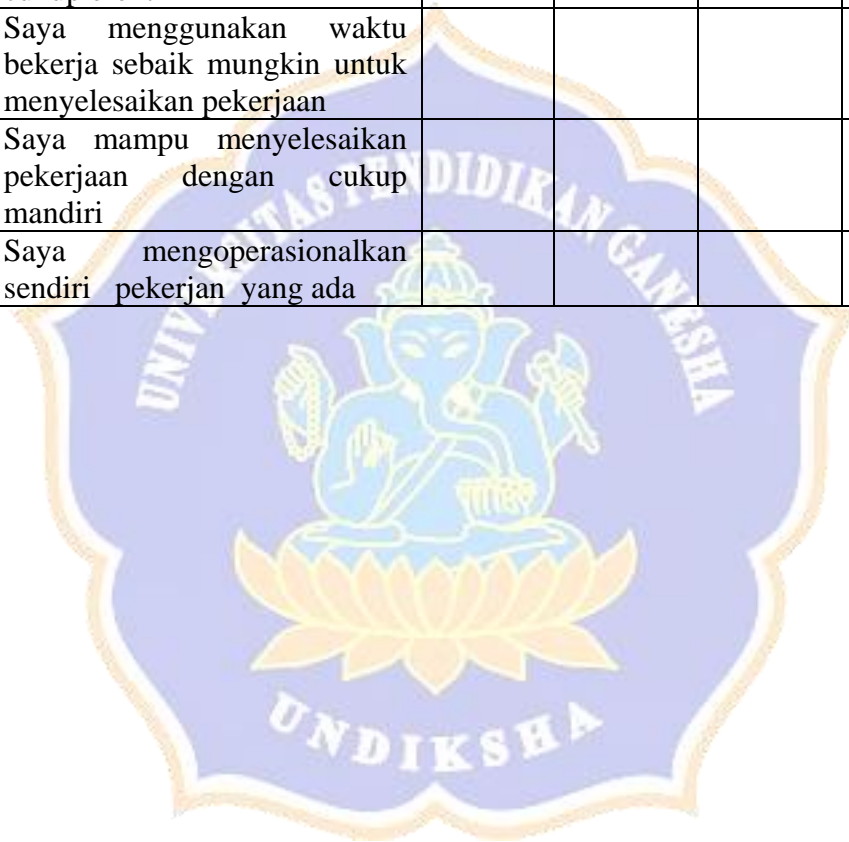 Saya menggunakan waktu
bekerja sebaik mungkin untuk
menyelesaikan pekerjaan
Saya mampu menyelesaikan
pekerjaan dengan cukup
mandiri
Saya mengoperasionalkan
sendiri pekerjan yang ada
UNIVERSITAS PENDIDIKAN GANESHA
UNDIKSHA